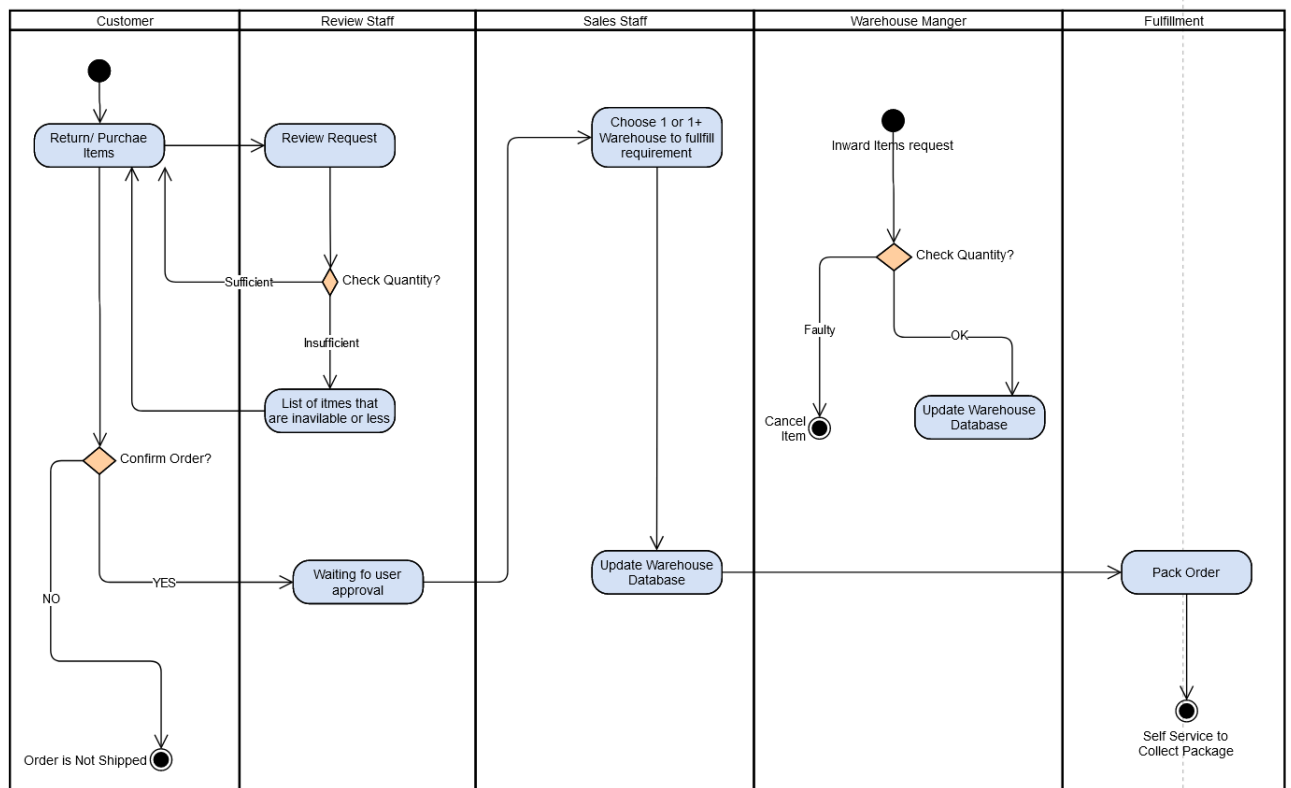 Customer
Review Staff
Sales Staff
Warehouse Manger
Fulfillment
Return/ Purchae
Items
Review Request
Choose 1 or 1+
Warehouse to fullfill
requirement
Inward Items request
Check Quantity?
Sufficient
Check Quantity?
Insufficient
Faulty
OK
List of itmes that
are inavilable or less
Cancel
Item
Update Warehouse
Database
Confirm Order?
YES
NO
Waiting fo user
approval
Update Warehouse
Database
Pack Order
Order is Not Shipped
Self Service to
Collect Package